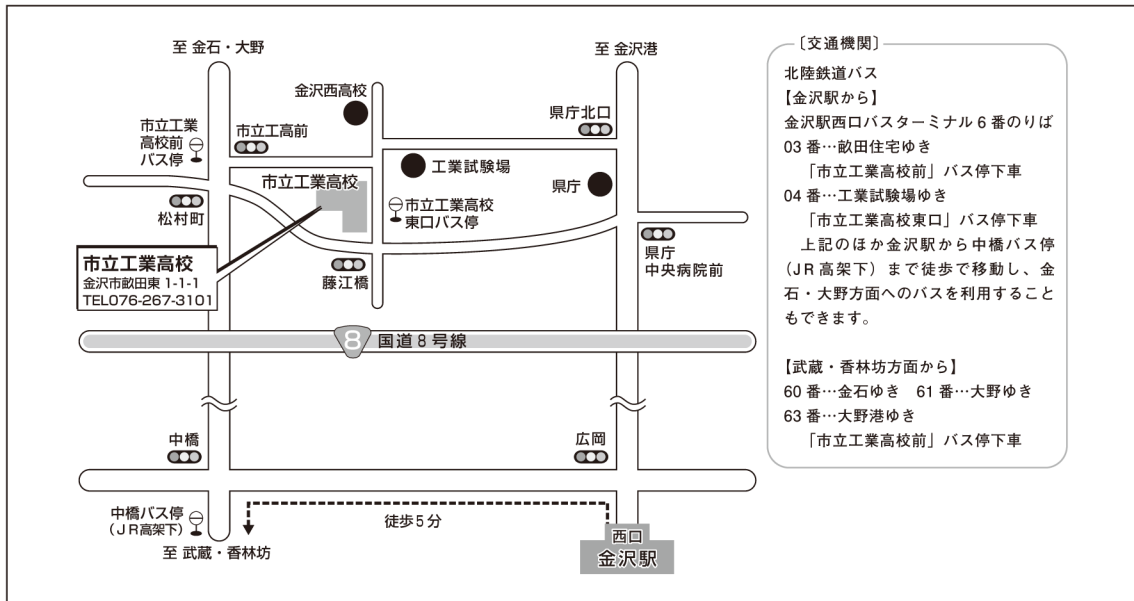 至 金石・大野
至 金沢港
金沢西高校
県庁北口
市立工業
高校前
バス停
市立工高前
工業試験場
市立工業高校
県庁
松村町
市立工業高校
東口バス停
県庁
中央病院前
藤江橋
市立工業高校
金沢市畝田東 1-1-1
TEL076-267-3101
8 国道8号線
中橋
広岡
中橋バス停
(JR高架下)
徒歩5分
至 武蔵・香林坊
西口
金沢駅
〔交通機関〕
北陸鉄道バス
【金沢駅から】
金沢駅西口バスターミナル6番のりば
03番…畝田住宅ゆき
「市立工業高校前」バス停下車
04番…工業試験場ゆき
「市立工業高校東口」バス停下車
上記のほか金沢駅から中橋バス停
(JR高架下)まで徒歩で移動し、金
石・大野方面へのバスを利用すること
もできます。
【武蔵・香林坊方面から】
60番…金石ゆき 61番…大野ゆき
63番…大野港ゆき
「市立工業高校前」バス停下車